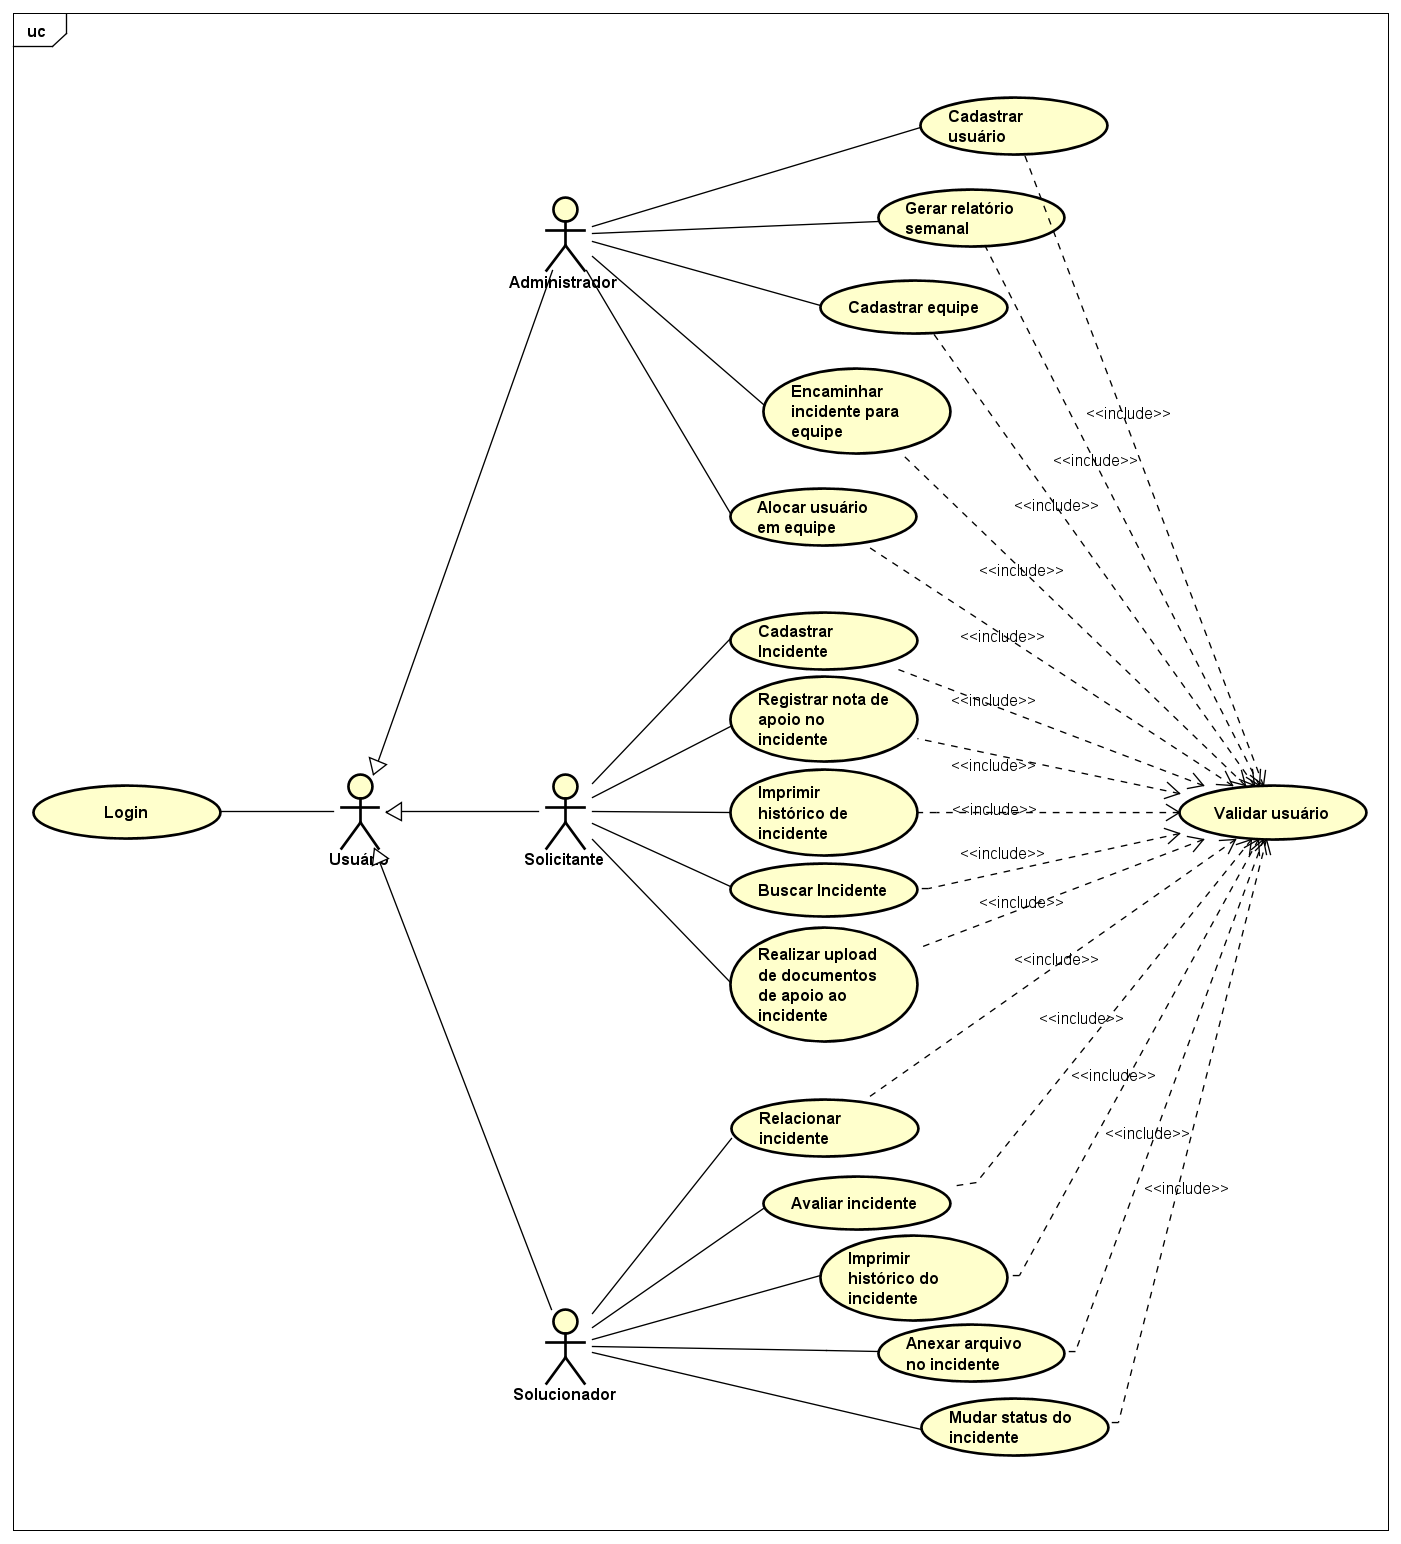 uc
Cadastrar
usuário
Gerar relatório
semanal
Administrador
Cadastrar equipe
Encaminhar
incidente para
equipe
<<include>>
<<include>>
<<include>>
Alocar usuário
em equipe
<<include>>
<<include>>
Cadastrar
Incidente
<<include>>
Registrar nota de
apoio no
incidente
<<include>>
Imprimir
histórico de
incidente
<<include>>
Login
Validar usuário
Usuário
Solicitante
<<include>>
Buscar Incidente
<<include>>
Realizar upload
de documentos
de apoio ao
incidente
<<include>>
<<include>>
<<include>>
Relacionar
incidente
<<include>>
<<include>>
Avaliar incidente
Imprimir
histórico do
incidente
Anexar arquivo
no incidente
Solucionador
Mudar status do
incidente